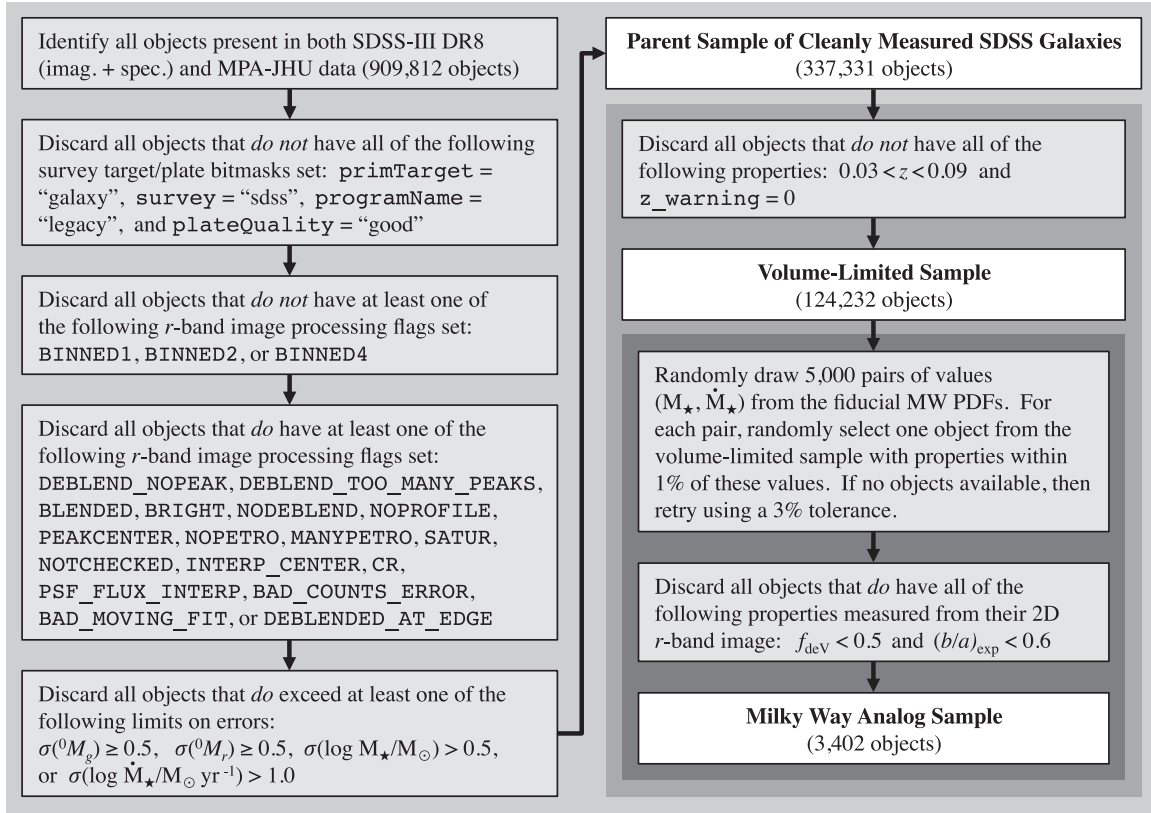 Identify all objects present in both SDSS-III DR8
(imag. + spec.) and MPA-JHU data (909,812 objects)
Discard all objects that do not have all of the following
survey target/plate bitmasks set: primTarget =
“galaxy”, survey = “sdss”, programName =
“legacy”, and plateQuality = “good”
Discard all objects that do not have at least one of
the following r-band image processing flags set:
BINNED1, BINNED2, or BINNED4
Discard all objects that do have at least one of the
following r-band image processing flags set:
DEBLEND_NOPEAK, DEBLEND_TOO_MANY_PEAKS,
BLENDED, BRIGHT, NODEBLEND, NOPROFILE,
PEAKCENTER, NOPETRO, MANYPETRO, SATUR,
NOTCHECKED, INTERP_CENTER, CR,
PSF_FLUX_INTERP, BAD_COUNTS_ERROR,
BAD_MOVING_FIT, or DEBLENDED_AT_EDGE
Discard all objects that do exceed at least one of the
following limits on errors:
σ(⁰M_g) ≥ 0.5, σ(⁰M_r) ≥ 0.5, σ(log M★/M⊙) > 0.5,
or σ(log Ṁ★/M⊙ yr⁻¹) > 1.0
Parent Sample of Cleanly Measured SDSS Galaxies
(337,331 objects)
Discard all objects that do not have all of the
following properties: 0.03 < z < 0.09 and
z_warning = 0
Volume-Limited Sample
(124,232 objects)
Randomly draw 5,000 pairs of values
(M★, Ṁ★) from the fiducial MW PDFs. For
each pair, randomly select one object from the
volume-limited sample with properties within
1% of these values. If no objects available, then
retry using a 3% tolerance.
Discard all objects that do have all of the
following properties measured from their 2D
r-band image: f_deV < 0.5 and (b/a)_exp < 0.6
Milky Way Analog Sample
(3,402 objects)